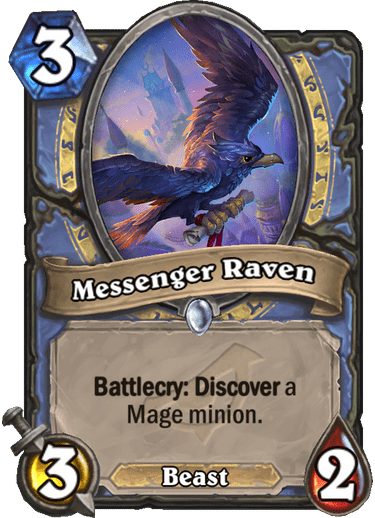 3
Messenger Raven
Battlecry: Discover a
Mage minion.
3
Beast
2